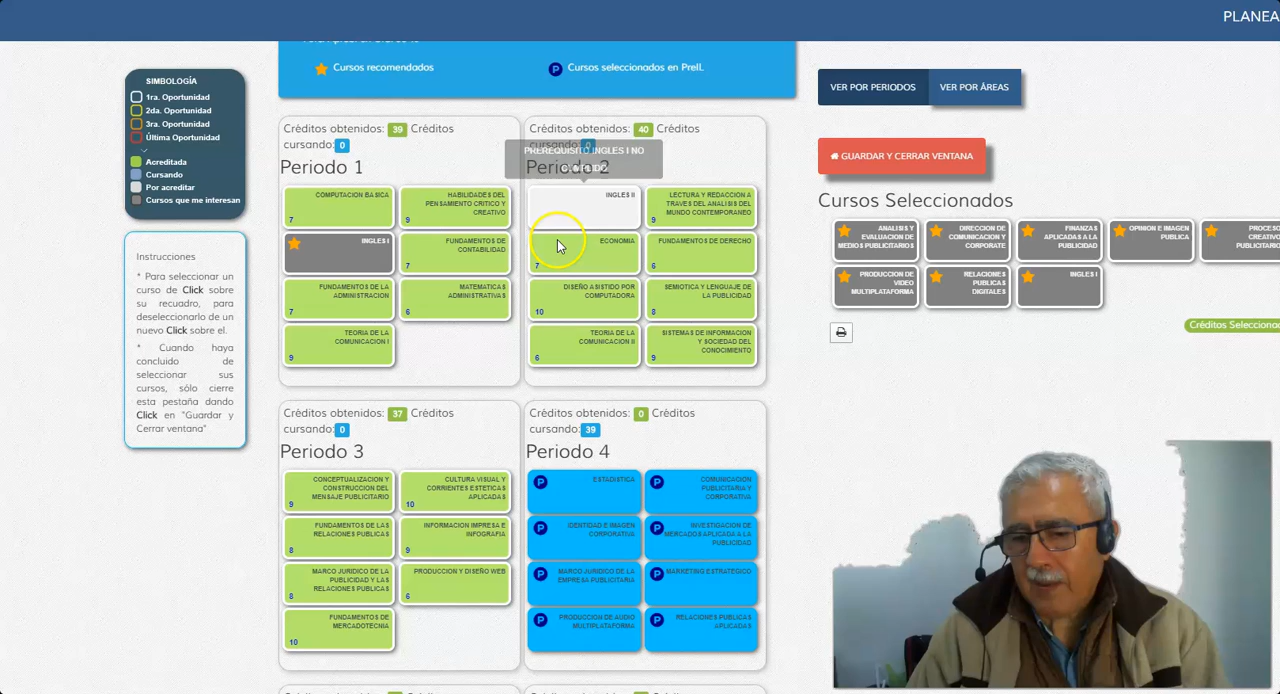 PLANEA
SIMBOLOGÍA
1ra. Oportunidad
2da. Oportunidad
3ra. Oportunidad
Última Oportunidad
Acreditada
Cursando
Por acreditar
Cursos que me interesan
Instrucciones
* Para seleccionar un
curso de Click sobre
su recuadro, para
deseleccionarlo de un
nuevo Click sobre el.
* Cuando haya
concluido de
seleccionar sus
cursos, sólo cierre
esta pestaña dando
Click en "Guardar y
Cerrar ventana"
Cursos recomendados
Cursos seleccionados en PreII.
Créditos obtenidos: 39 Créditos
cursando: 0
Periodo 1
COMPUTACION BASICA
7
HABILIDADES DEL
PENSAMIENTO CRITICO Y
CREATIVO
9
INGLES I
FUNDAMENTOS DE
CONTABILIDAD
7
FUNDAMENTOS DE LA
ADMINISTRACION
7
MATEMATICAS
ADMINISTRATIVAS
6
TEORIA DE LA
COMUNICACION I
9
Créditos obtenidos: 40 Créditos
cursando: 0
PREREQUISITO INGLES I NO
Periodo 2
INGLES II
LECTURA Y REDACCION A
TRAVES DEL ANALISIS DEL
MUNDO CONTEMPORANEO
9
ECONOMIA
7
FUNDAMENTOS DE DERECHO
6
DISEÑO ASISTIDO POR
COMPUTADORA
10
SEMIOTICA Y LENGUAJE DE
LA PUBLICIDAD
8
TEORIA DE LA
COMUNICACION II
6
SISTEMAS DE INFORMACION
Y SOCIEDAD DEL
CONOCIMIENTO
9
Créditos obtenidos: 37 Créditos
cursando: 0
Periodo 3
CONCEPTUALIZACION Y
CONSTRUCCION DEL
MENSAJE PUBLICITARIO
9
CULTURA VISUAL Y
CORRIENTES ESTETICAS
APLICADAS
10
FUNDAMENTOS DE LAS
RELACIONES PUBLICAS
8
INFORMACION IMPRESA E
INFOGRAFIA
9
MARCO JURIDICO DE LA
PUBLICIDAD Y LAS
RELACIONES PUBLICAS
8
PRODUCCION Y DISEÑO WEB
6
FUNDAMENTOS DE
MERCADOTECNIA
10
Créditos obtenidos: 0 Créditos
cursando: 39
Periodo 4
P ESTADISTICA
P COMUNICACION
PUBLICITARIA Y
CORPORATIVA
P IDENTIDAD E IMAGEN
CORPORATIVA
P INVESTIGACION DE
MERCADOS APLICADA A LA
PUBLICIDAD
P MARCO JURIDICO DE LA
EMPRESA PUBLICITARIA
P MARKETING ESTRATEGICO
P PRODUCCION DE AUDIO
MULTIPLATAFORMA
P RELACIONES PUBLICAS
APLICADAS
VER POR PERIODOS
VER POR ÁREAS
GUARDAR Y CERRAR VENTANA
Cursos Seleccionados
ANALISIS Y
EVALUACION DE
MEDIOS PUBLICITARIOS
DIRECCION DE
COMUNICACION Y
CORPORATE
FINANZAS
APLICADAS A LA
PUBLICIDAD
OPINION E IMAGEN
PUBLICA
PROCESO
CREATIVO
PUBLICITARIO
PRODUCCION DE
VIDEO
MULTIPLATAFORMA
RELACIONES
PUBLICAS
DIGITALES
INGLES I
Créditos Selecciona